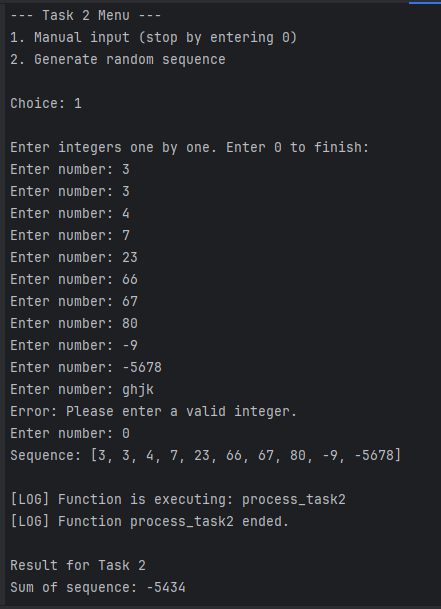 --- Task 2 Menu ---
1. Manual input (stop by entering 0)
2. Generate random sequence
Choice: 1
Enter integers one by one. Enter 0 to finish:
Enter number: 3
Enter number: 3
Enter number: 4
Enter number: 7
Enter number: 23
Enter number: 66
Enter number: 67
Enter number: 80
Enter number: -9
Enter number: -5678
Enter number: ghjk
Error: Please enter a valid integer.
Enter number: 0
Sequence: [3, 3, 4, 7, 23, 66, 67, 80, -9, -5678]
[LOG] Function is executing: process_task2
[LOG] Function process_task2 ended.
Result for Task 2
Sum of sequence: -5434